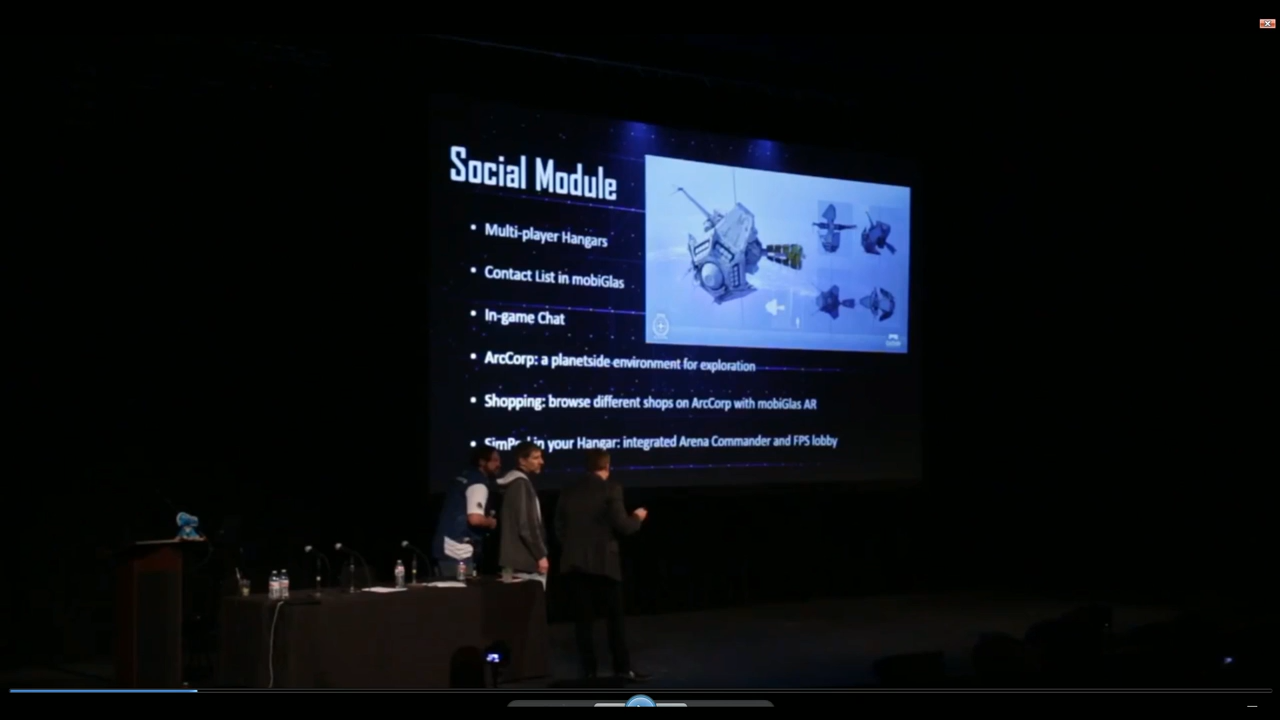 Social Module
• Multi-player Hangars
• Contact List in mobiGlas
• In-game Chat
• ArcCorp: a planetside environment for exploration
• Shopping: browse different shops on ArcCorp with mobiGlas AR
• in your Hangar: integrated Arena Commander and FPS lobby